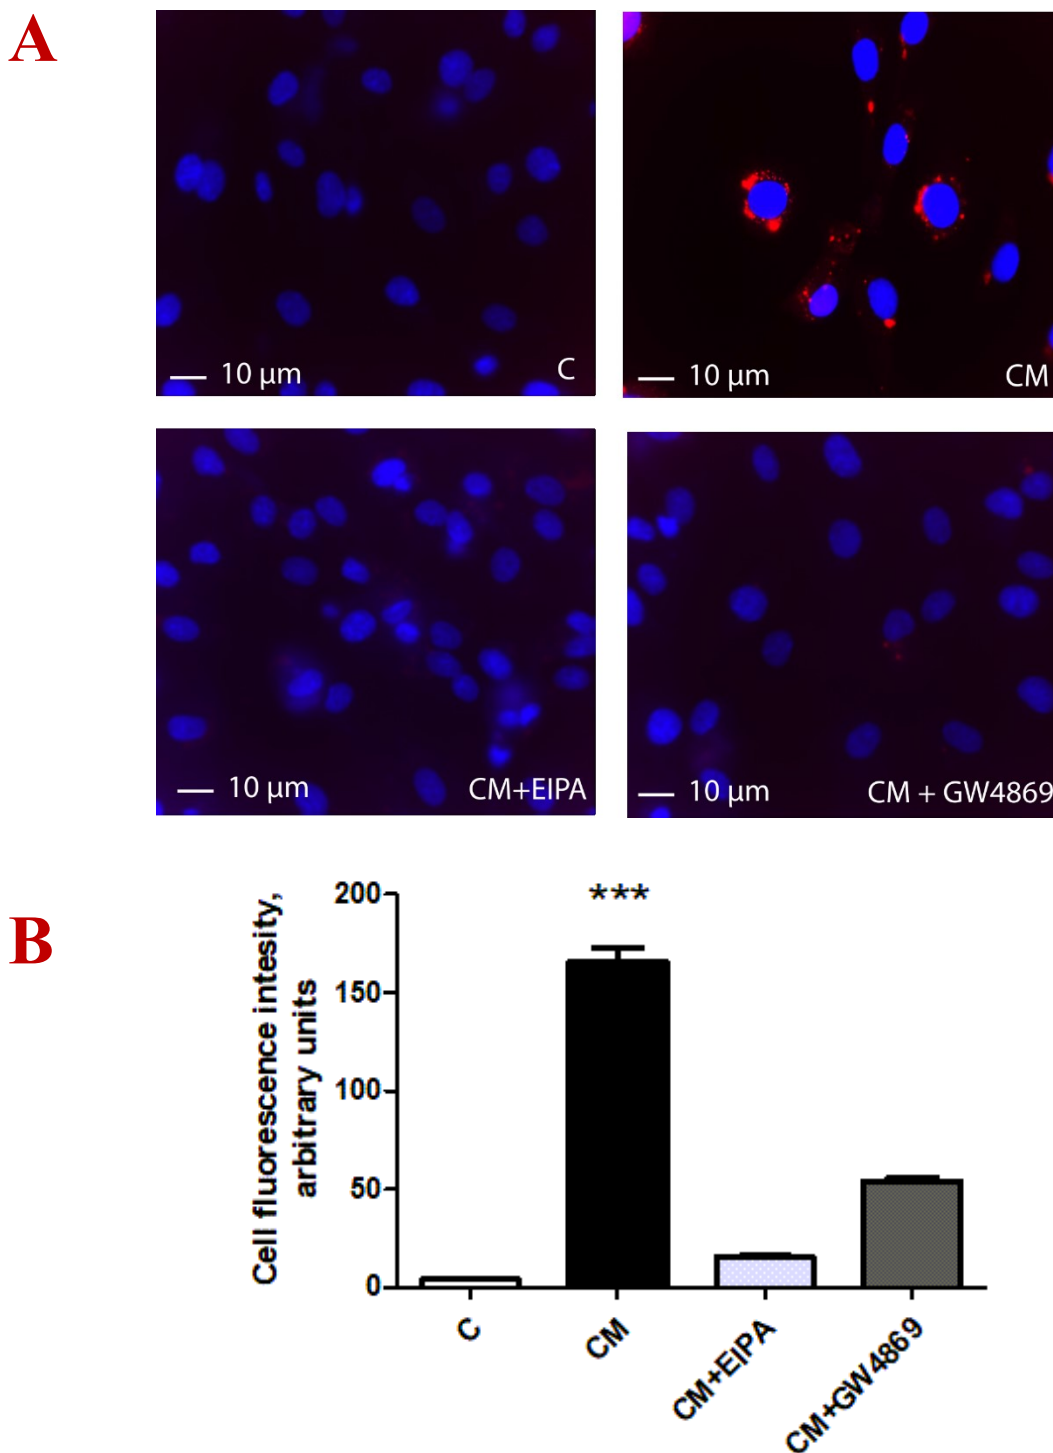 A
10 µm
C
10 µm
CM
10 µm
CM+EIPA
10 µm
CM + GW4869
B
Cell fluorescence intesity,
arbitrary units
200
150
100
50
0
***
C
CM
CM+EIPA
CM+GW4869